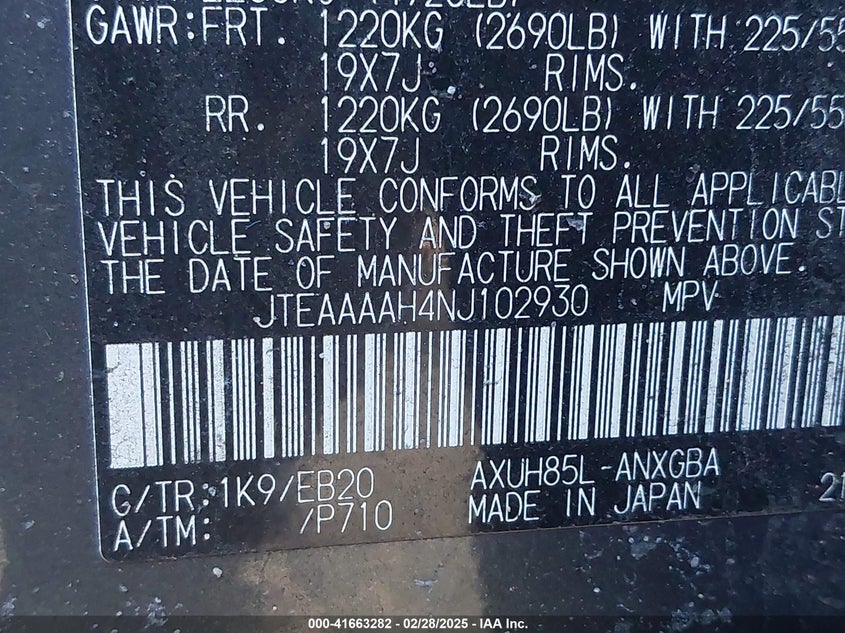 GAWR:FRT. 1220KG (2690LB) WITH 225/55
19X7J RIMS.
RR. 1220KG (2690LB) WITH 225/55
19X7J RIMS.
THIS VEHICLE CONFORMS TO ALL APPLICABL
VEHICLE SAFETY AND THEFT PREVENTION ST
THE DATE OF MANUFACTURE SHOWN ABOVE.
JTEAAAAH4NJ102930 MPV
C/TR:1K9/EB20 AXUH85L-ANXGBA
A/TM: /P710 MADE IN JAPAN 21
000-41663282 - 02/28/2025 - IAA Inc.